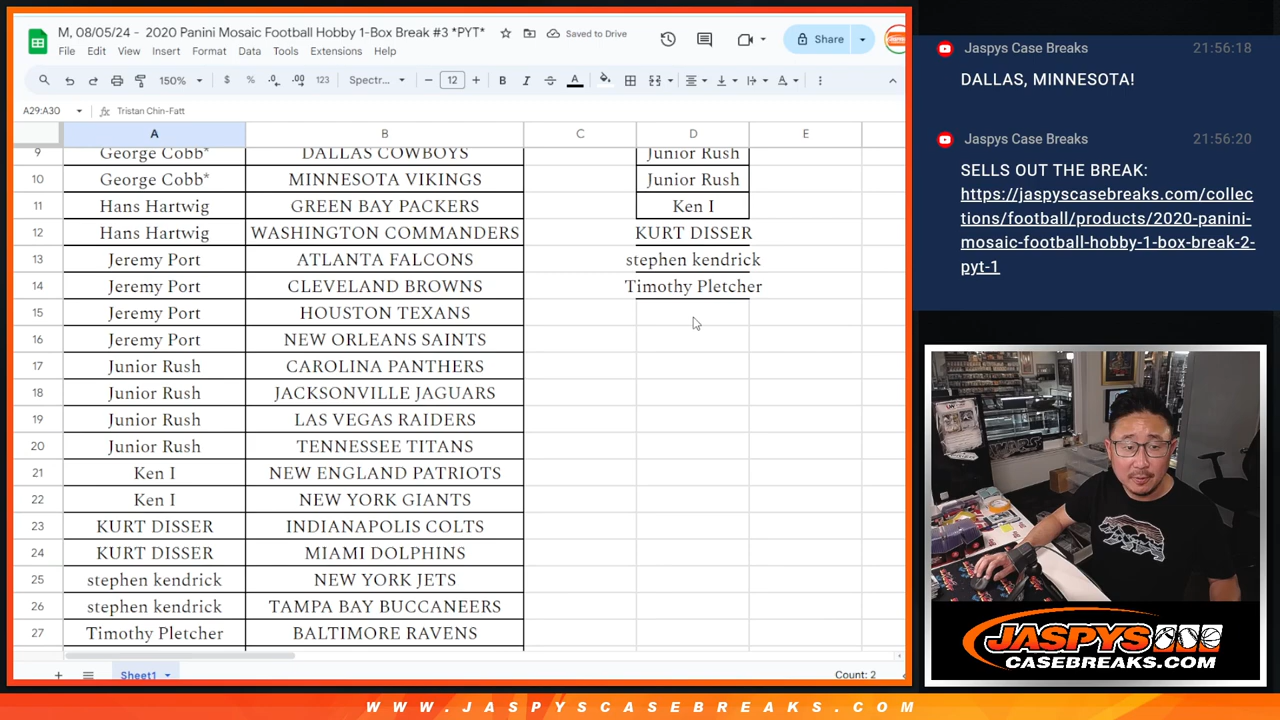 M, 08/05/24 - 2020 Panini Mosaic Football Hobby 1-Box Break #3 *PYT*
Saved to Drive
File Edit View Insert Format Data Tools Extensions
Share
150% $ % .0 .00 123 Spectr... 12 B I A
A29:A30 fx Tristan Chin-Fatt
A B C D E
9 George Cobb* DALLAS COWBOYS Junior Rush
10 George Cobb* MINNESOTA VIKINGS Junior Rush
11 Hans Hartwig GREEN BAY PACKERS Ken I
12 Hans Hartwig WASHINGTON COMMANDERS KURT DISSER
13 Jeremy Port ATLANTA FALCONS stephen kendrick
14 Jeremy Port CLEVELAND BROWNS Timothy Pletcher
15 Jeremy Port HOUSTON TEXANS
16 Jeremy Port NEW ORLEANS SAINTS
17 Junior Rush CAROLINA PANTHERS
18 Junior Rush JACKSONVILLE JAGUARS
19 Junior Rush LAS VEGAS RAIDERS
20 Junior Rush TENNESSEE TITANS
21 Ken I NEW ENGLAND PATRIOTS
22 Ken I NEW YORK GIANTS
23 KURT DISSER INDIANAPOLIS COLTS
24 KURT DISSER MIAMI DOLPHINS
25 stephen kendrick NEW YORK JETS
26 stephen kendrick TAMPA BAY BUCCANEERS
27 Timothy Pletcher BALTIMORE RAVENS
Sheet1
Count: 2
Jaspys Case Breaks 21:56:18
DALLAS, MINNESOTA!
Jaspys Case Breaks 21:56:20
SELLS OUT THE BREAK:
https://jaspyscasebreaks.com/collec
tions/football/products/2020-panini-
mosaic-football-hobby-1-box-break-2-
pyt-1
JASPYS
CASEBREAKS.COM
WWW.JASPYSCASEBREAKS.COM